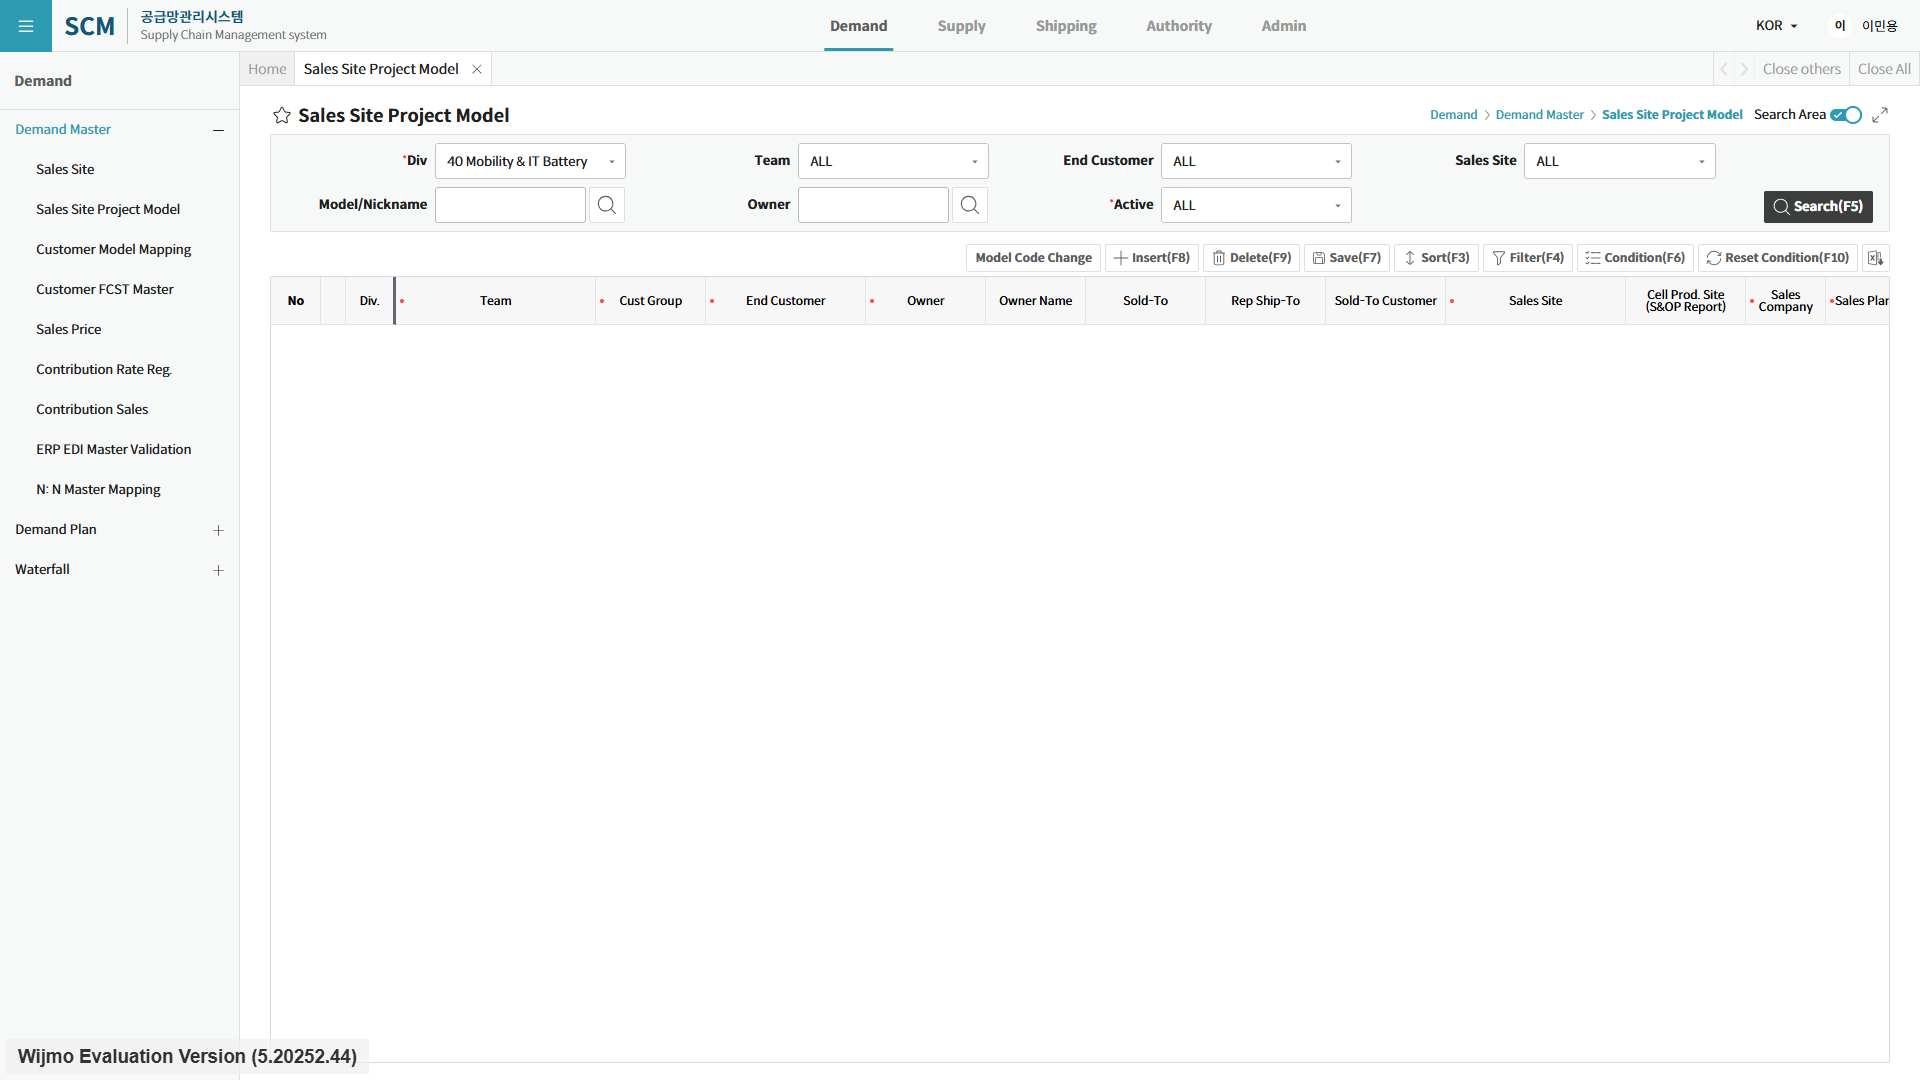 SCM
공급망관리시스템
Supply Chain Management system
Demand
Supply
Shipping
Authority
Admin
KOR
이
이민용
Demand
Home
Sales Site Project Model
Close others
Close All
Demand Master
Sales Site
Sales Site Project Model
Customer Model Mapping
Customer FCST Master
Sales Price
Contribution Rate Reg.
Contribution Sales
ERP EDI Master Validation
N: N Master Mapping
Demand Plan
Waterfall
Sales Site Project Model
Demand > Demand Master > Sales Site Project Model
Search Area
*Div
40 Mobility & IT Battery
Team
ALL
End Customer
ALL
Sales Site
ALL
Model/Nickname
Owner
*Active
ALL
Search(F5)
Model Code Change
Insert(F8)
Delete(F9)
Save(F7)
Sort(F3)
Filter(F4)
Condition(F6)
Reset Condition(F10)
No
Div.
Team
Cust Group
End Customer
Owner
Owner Name
Sold-To
Rep Ship-To
Sold-To Customer
Sales Site
Cell Prod. Site
(S&OP Report)
Sales
Company
Sales Plan
Wijmo Evaluation Version (5.20252.44)